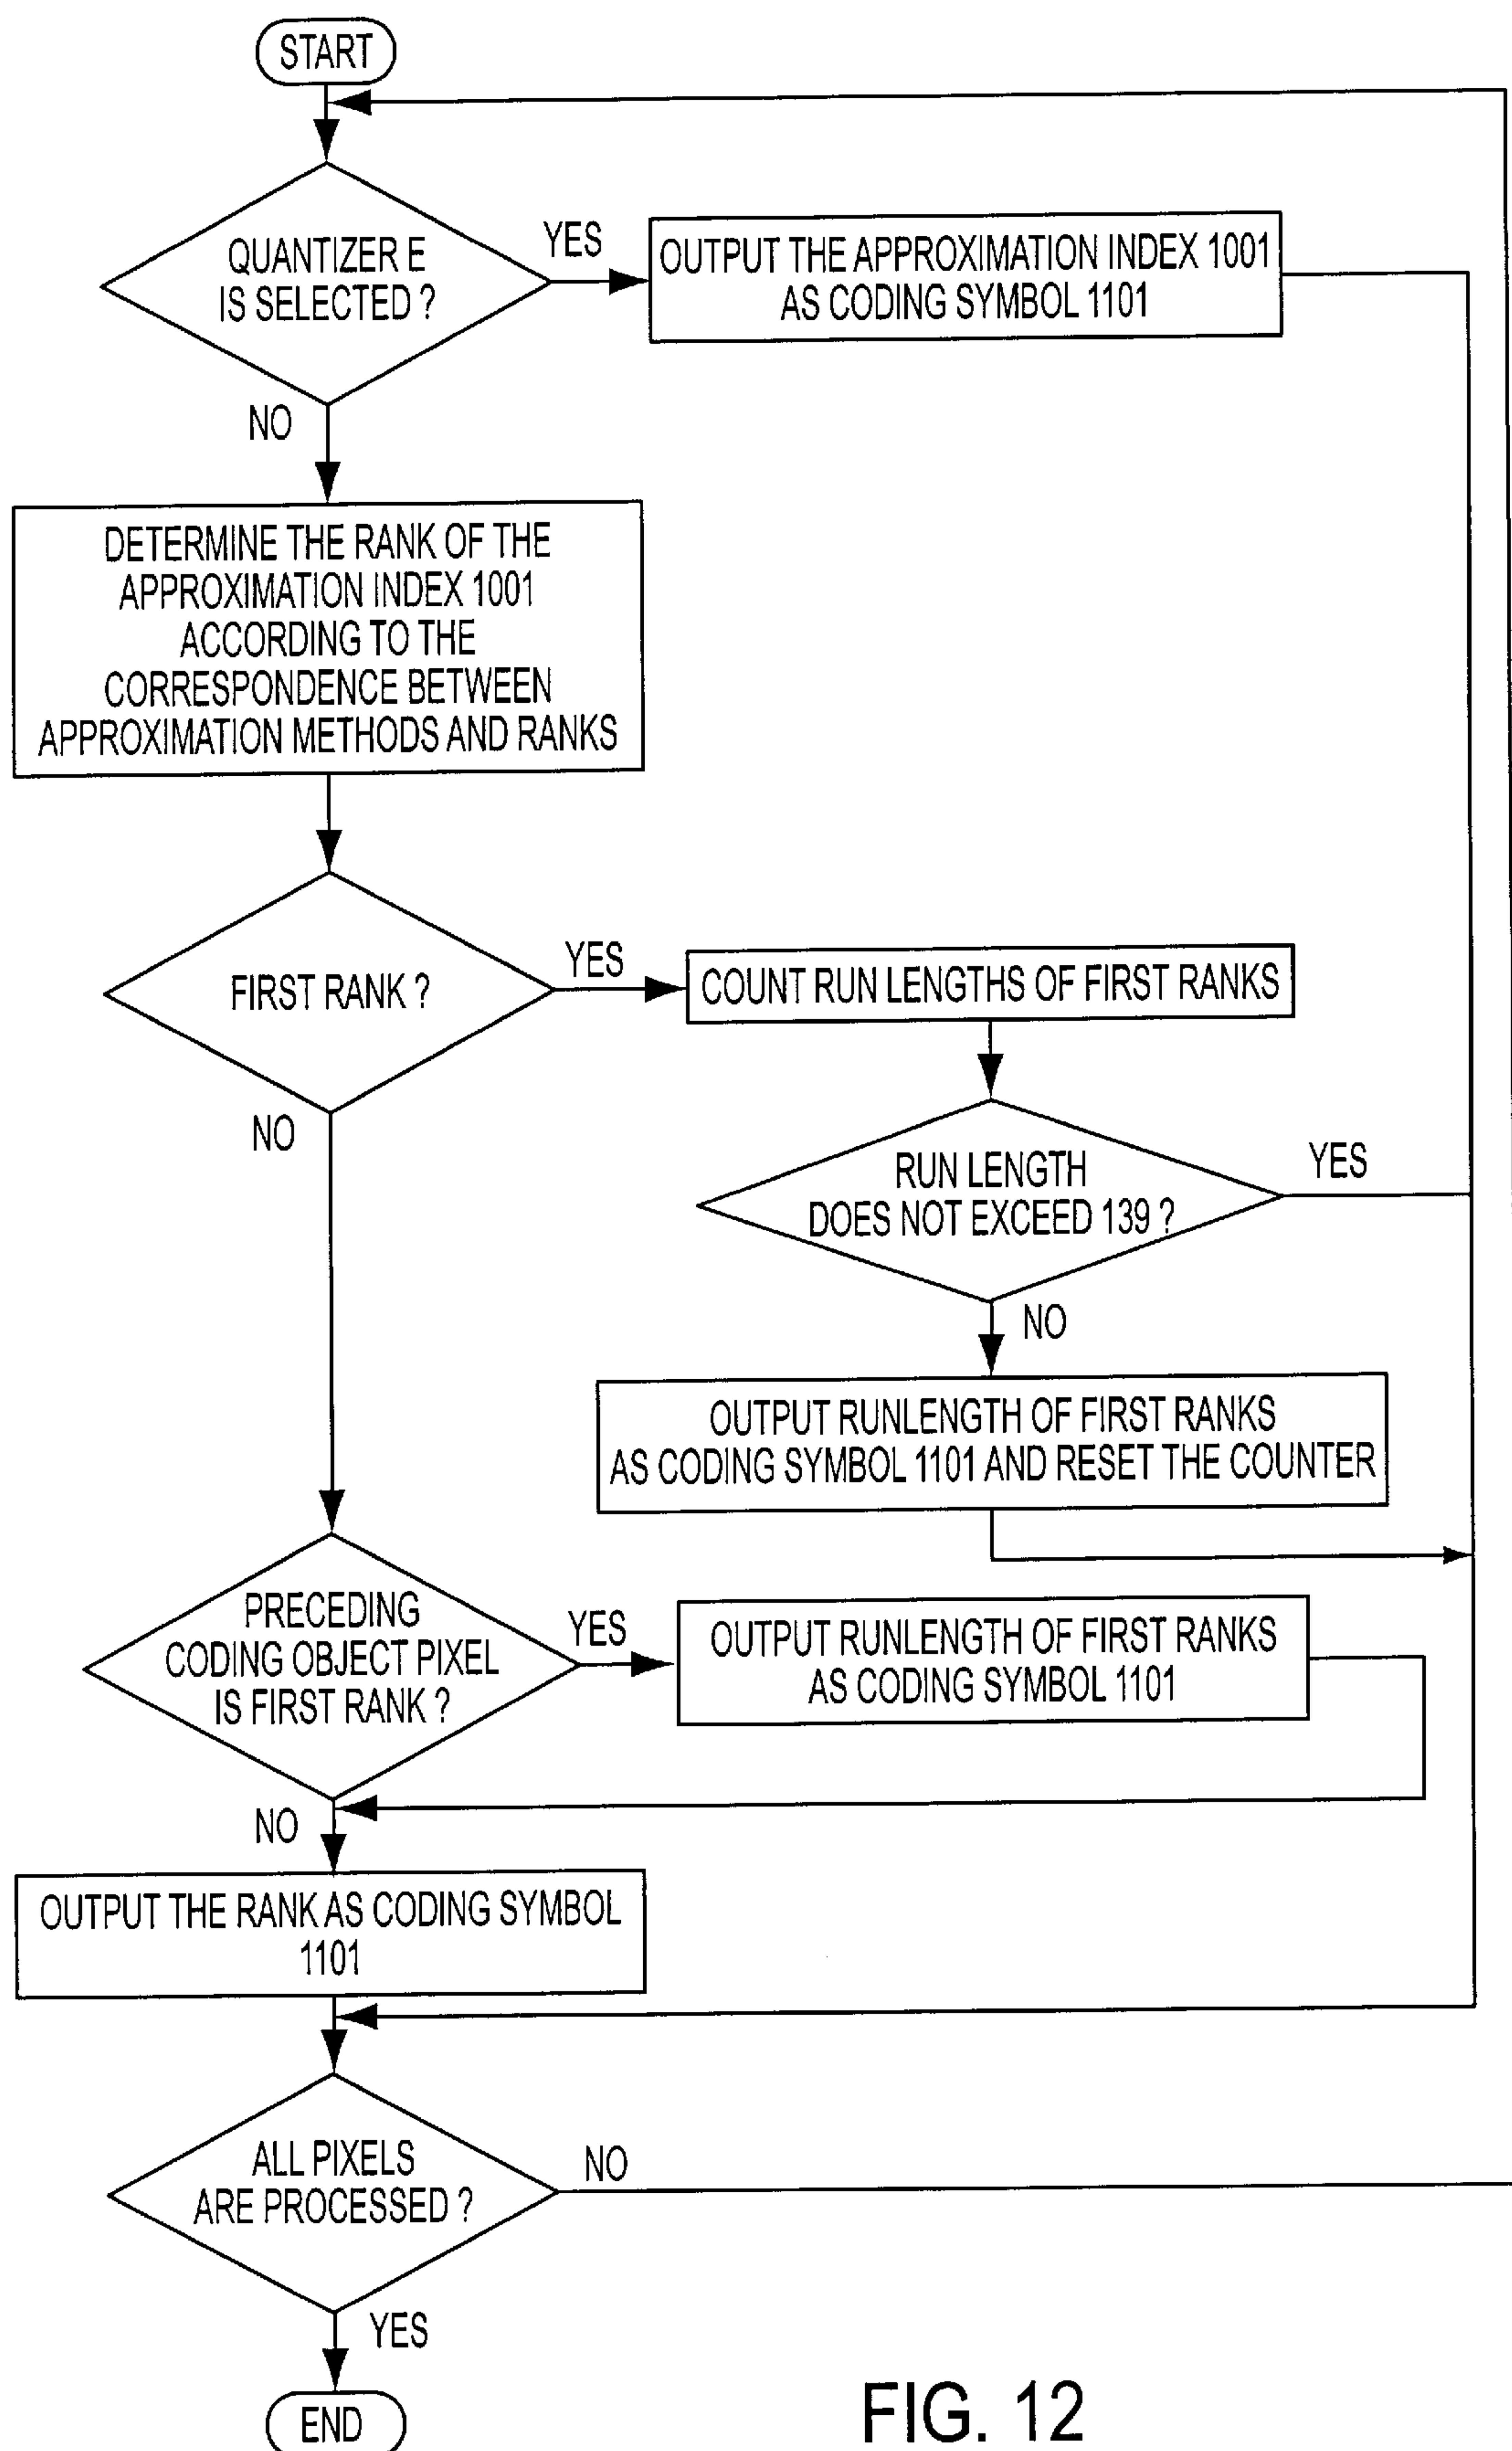 START
QUANTIZER E
IS SELECTED ?
YES
OUTPUT THE APPROXIMATION INDEX 1001
AS CODING SYMBOL 1101
NO
DETERMINE THE RANK OF THE
APPROXIMATION INDEX 1001
ACCORDING TO THE
CORRESPONDENCE BETWEEN
APPROXIMATION METHODS AND RANKS
FIRST RANK ?
YES
COUNT RUN LENGTHS OF FIRST RANKS
NO
RUN LENGTH
DOES NOT EXCEED 139 ?
YES
NO
OUTPUT RUNLENGTH OF FIRST RANKS
AS CODING SYMBOL 1101 AND RESET THE COUNTER
PRECEDING
CODING OBJECT PIXEL
IS FIRST RANK ?
YES
OUTPUT RUNLENGTH OF FIRST RANKS
AS CODING SYMBOL 1101
NO
OUTPUT THE RANK AS CODING SYMBOL
1101
ALL PIXELS
ARE PROCESSED ?
NO
YES
END
FIG. 12